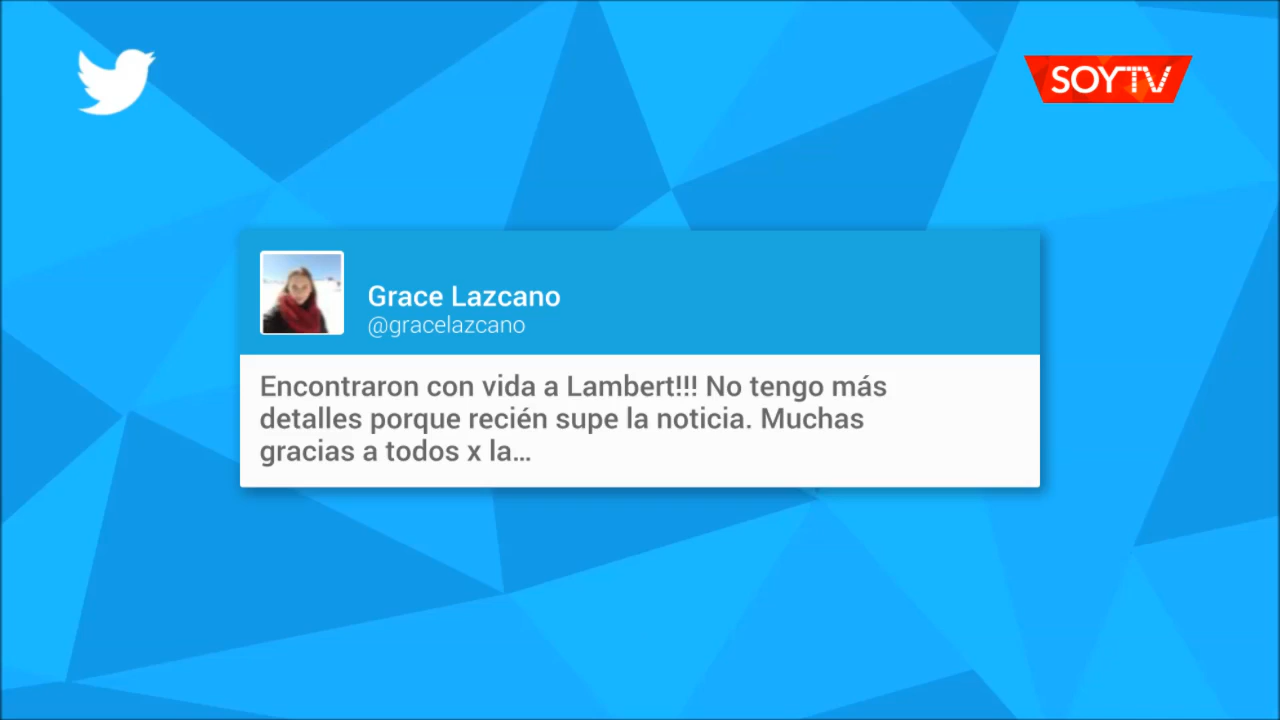 SOYTV
Grace Lazcano
@gracelazcano
Encontraron con vida a Lambert!!! No tengo más
detalles porque recién supe la noticia. Muchas
gracias a todos x la...